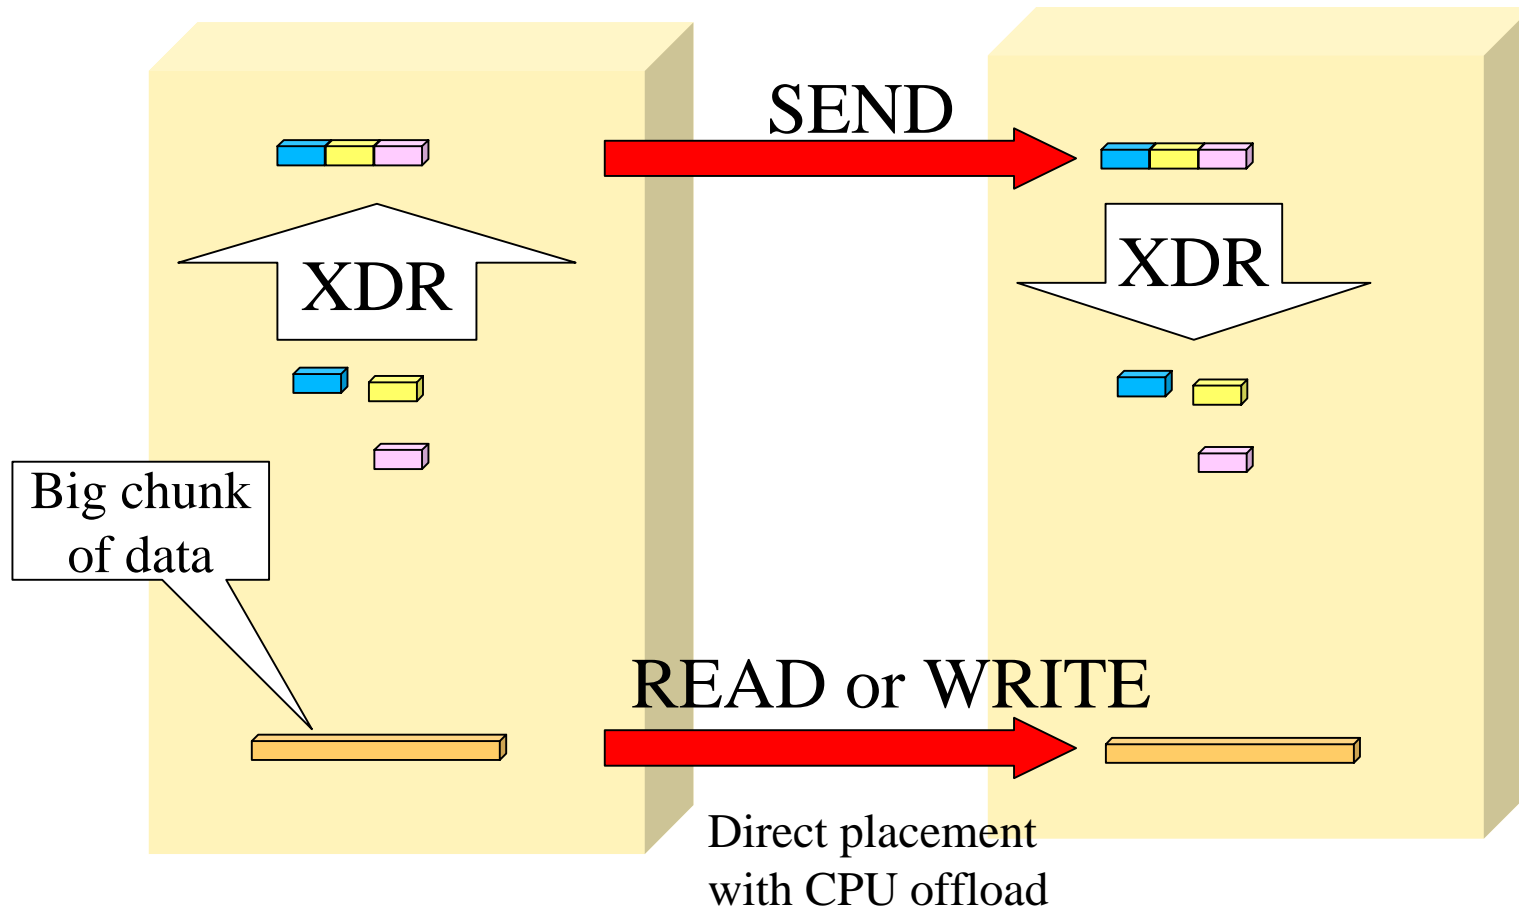 SEND
XDR
XDR
Big chunk
of data
READ or WRITE
Direct placement
with CPU offload